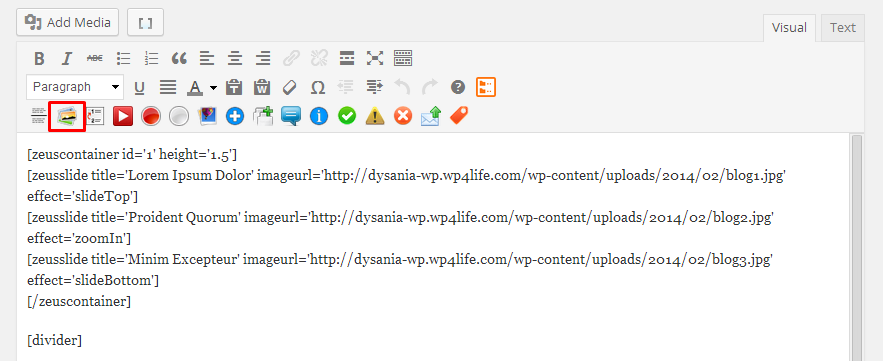 Add Media
[ ]
Visual
Text
B I ABC
Paragraph
U A T W Ω ?
[zeuscontainer id='1' height='1.5']
[zeusslide title='Lorem Ipsum Dolor' imageurl='http://dysania-wp.wp4life.com/wp-content/uploads/2014/02/blog1.jpg'
effect='slideTop']
[zeusslide title='Proident Quorum' imageurl='http://dysania-wp.wp4life.com/wp-content/uploads/2014/02/blog2.jpg'
effect='zoomIn']
[zeusslide title='Minim Excepteur' imageurl='http://dysania-wp.wp4life.com/wp-content/uploads/2014/02/blog3.jpg'
effect='slideBottom']
[/zeuscontainer]
[divider]